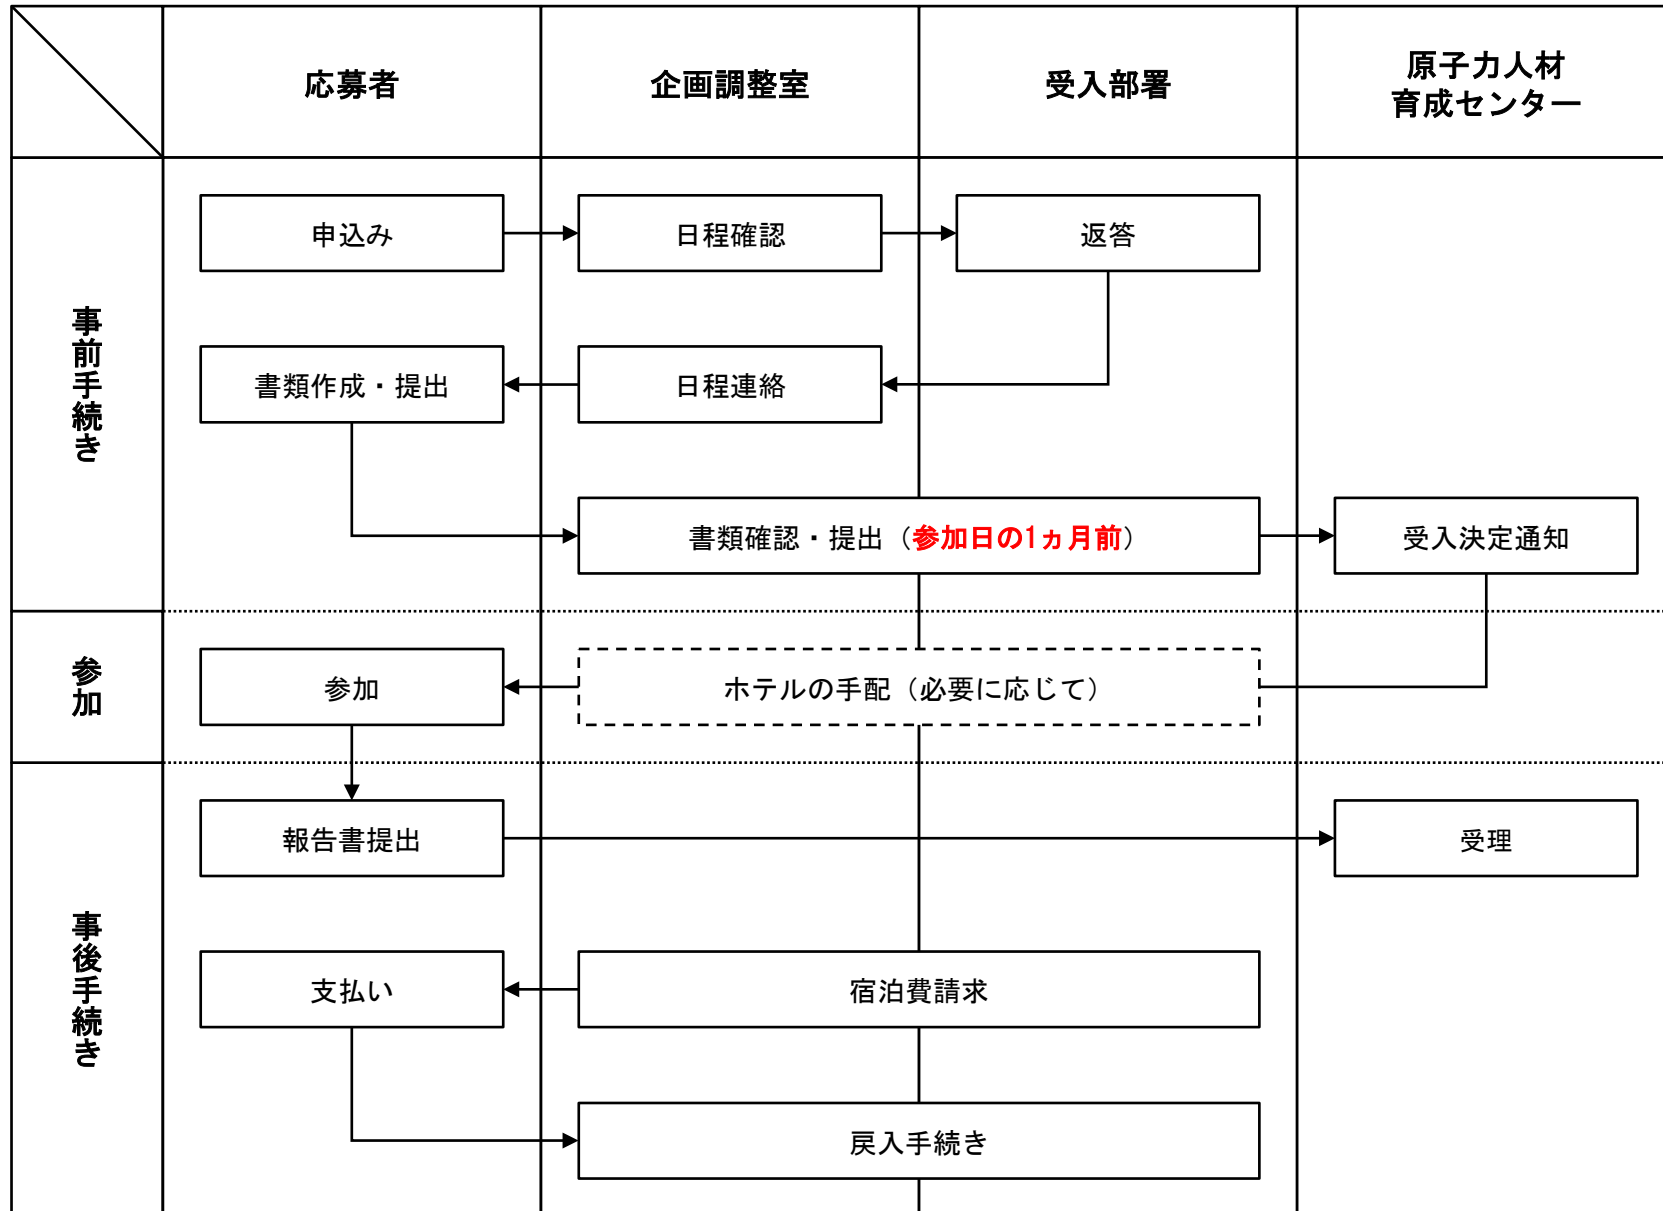 応募者
企画調整室
受入部署
原子力人材
育成センター
事前手続き
申込み
日程確認
返答
書類作成・提出
日程連絡
書類確認・提出（参加日の1ヵ月前）
受入決定通知
参加
参加
ホテルの手配（必要に応じて）
事後手続き
報告書提出
受理
支払い
宿泊費請求
戻入手続き